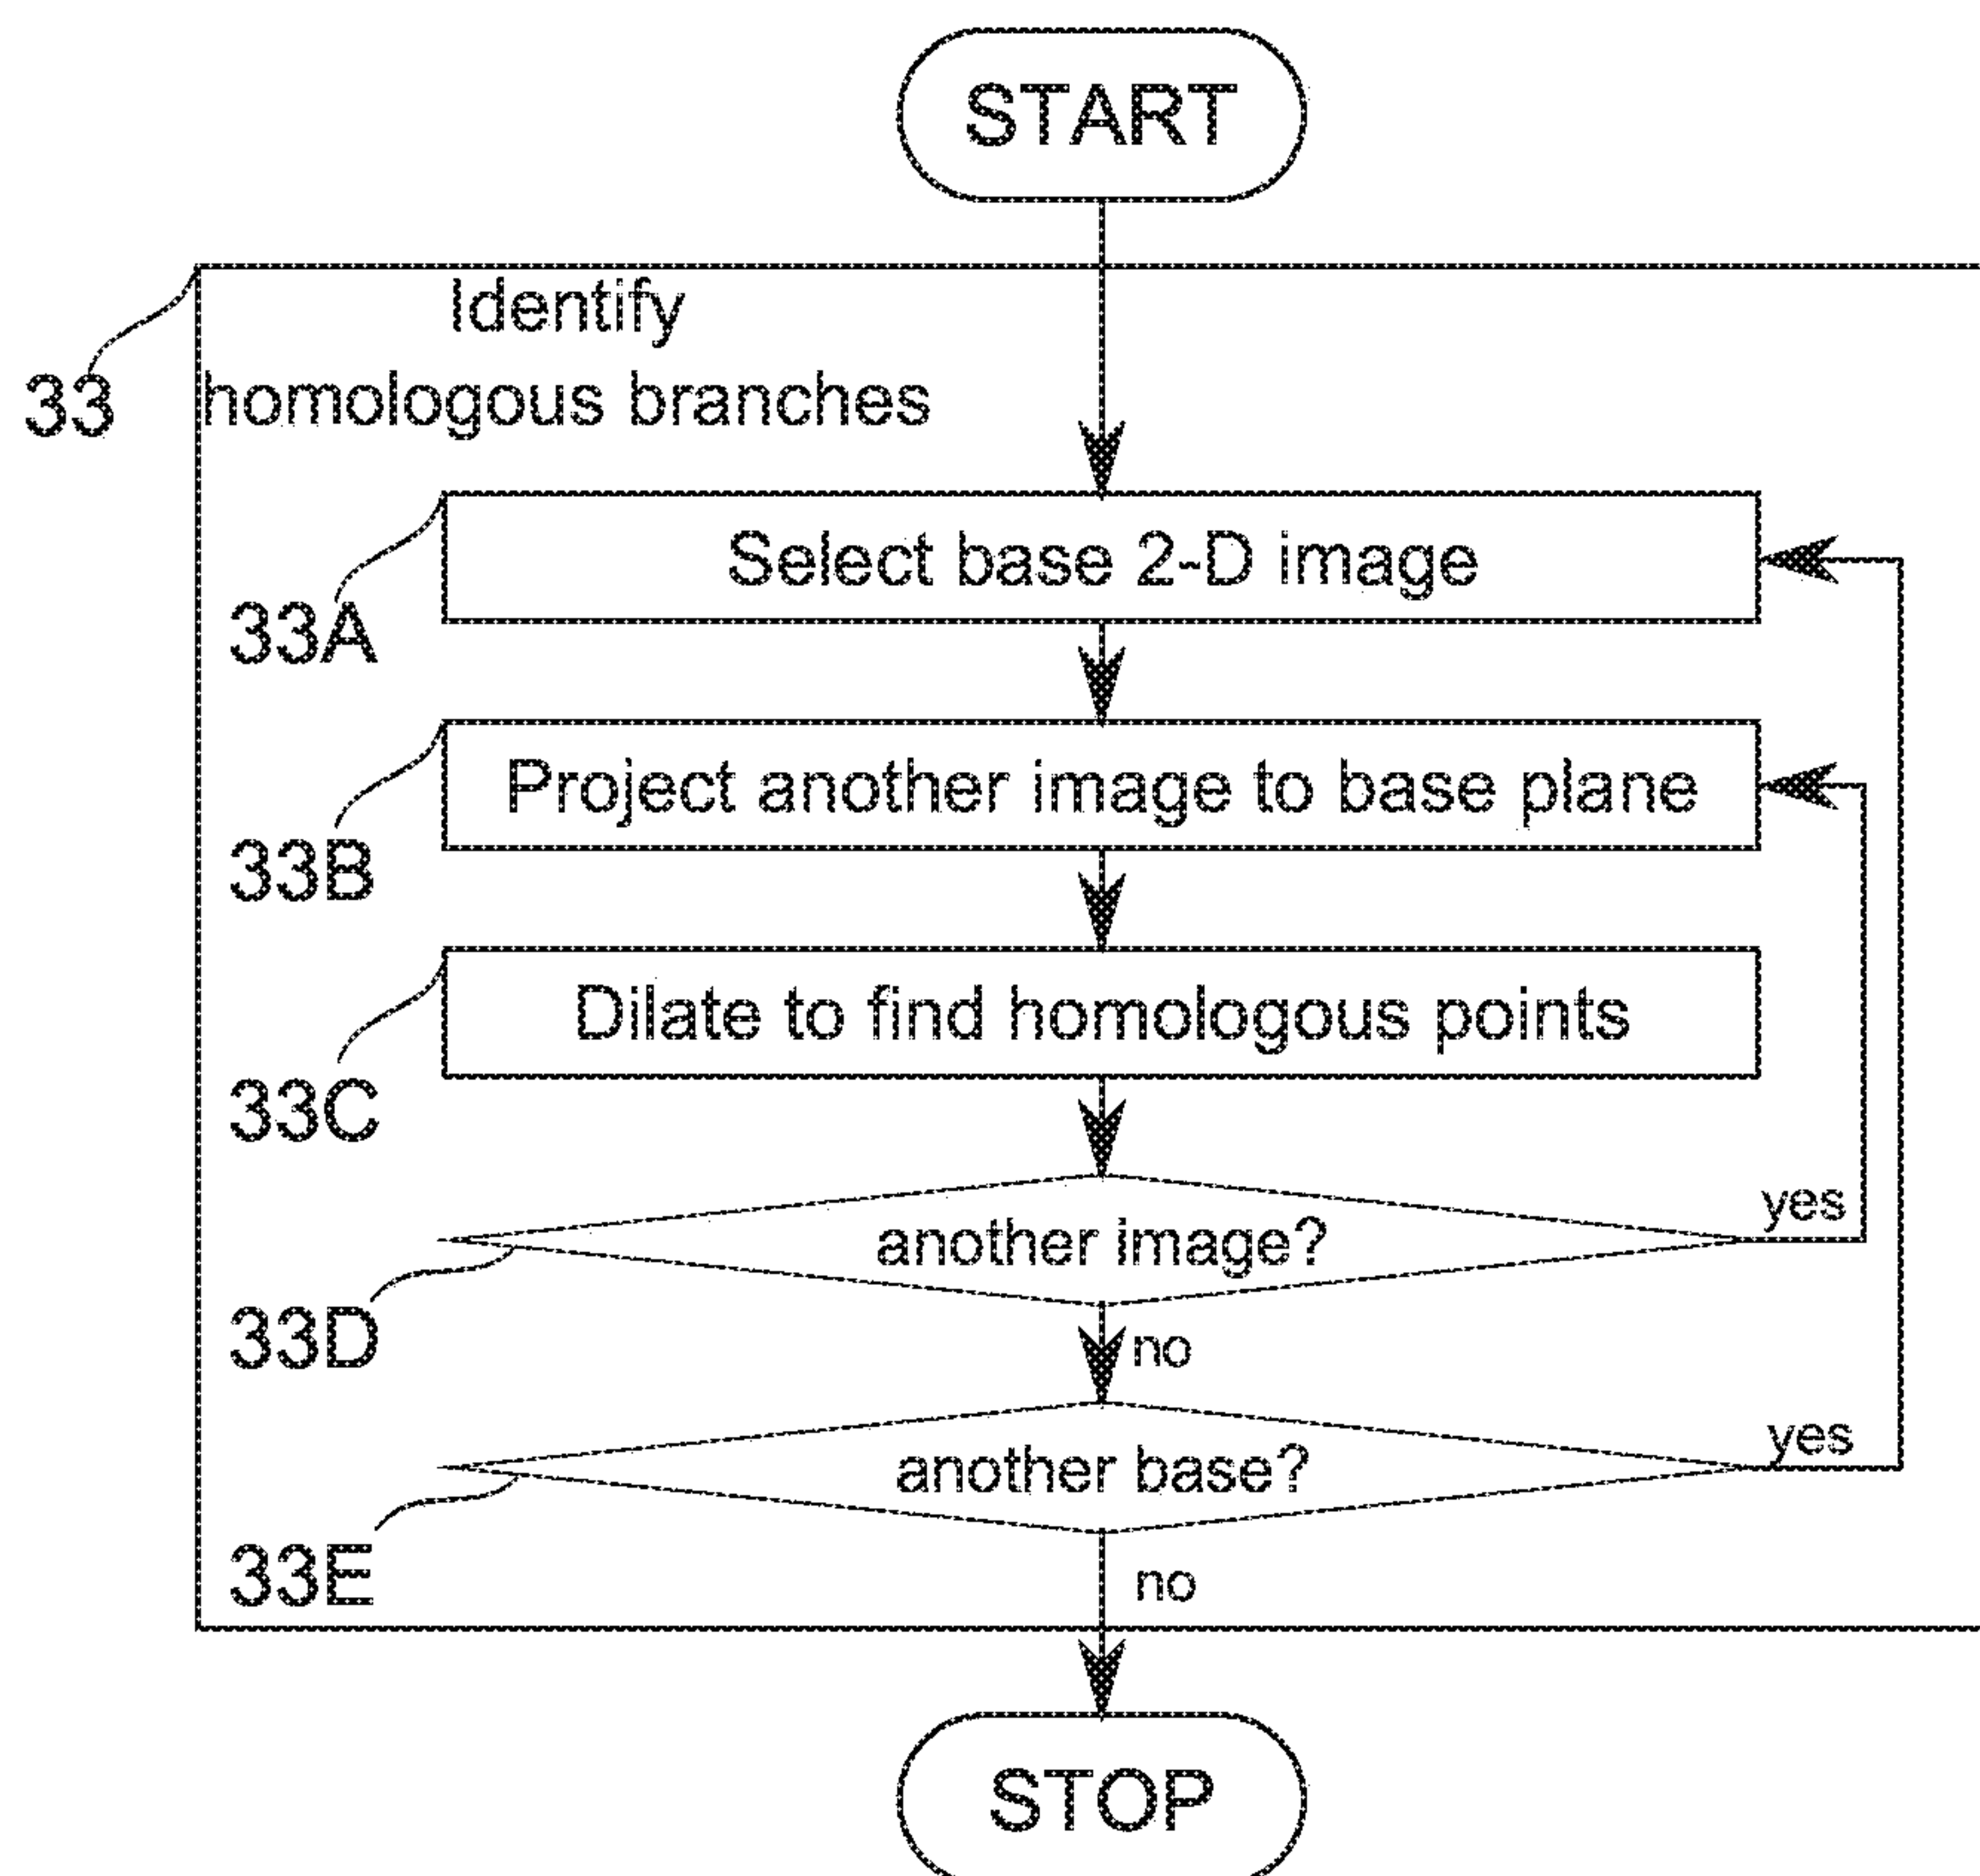 START
Identify
33
homologous branches
Select base 2-D image
33A
Project another image to base plane
33B
Dilate to find homologous points
33C
yes
another image?
33D
no
yes
another base?
33E
no
STOP